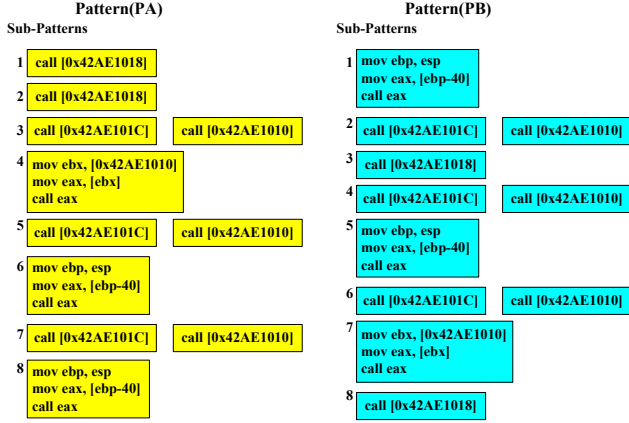 Pattern(PA)
Sub-Patterns
1 call [0x42AE1018]
2 call [0x42AE1018]
3 call [0x42AE101C] call [0x42AE1010]
4 mov ebx, [0x42AE1010]
mov eax, [ebx]
call eax
5 call [0x42AE101C] call [0x42AE1010]
6 mov ebp, esp
mov eax, [ebp-40]
call eax
7 call [0x42AE101C] call [0x42AE1010]
8 mov ebp, esp
mov eax, [ebp-40]
call eax
Pattern(PB)
Sub-Patterns
1 mov ebp, esp
mov eax, [ebp-40]
call eax
2 call [0x42AE101C] call [0x42AE1010]
3 call [0x42AE1018]
4 call [0x42AE101C] call [0x42AE1010]
5 mov ebp, esp
mov eax, [ebp-40]
call eax
6 call [0x42AE101C] call [0x42AE1010]
7 mov ebx, [0x42AE1010]
mov eax, [ebx]
call eax
8 call [0x42AE1018]